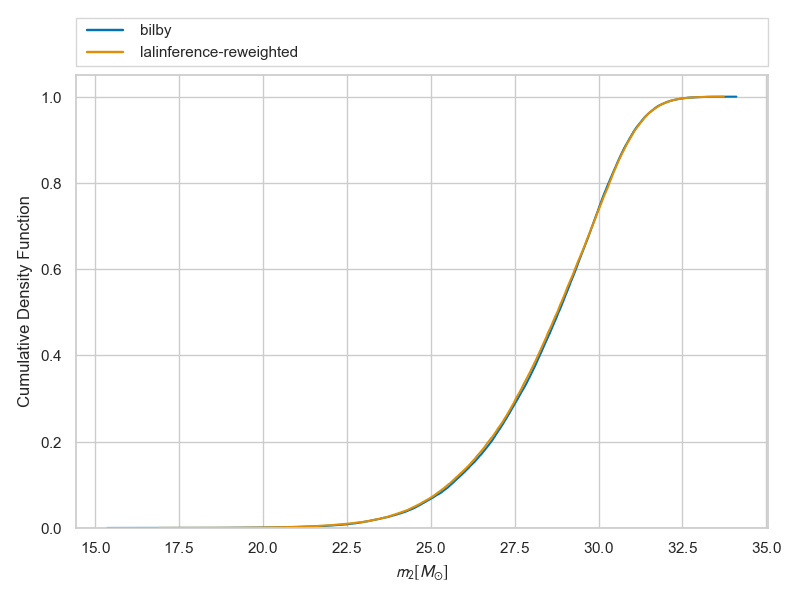 bilby
lalinference-reweighted
1.0
0.8
0.6
0.4
0.2
0.0
Cumulative Density Function
15.0 17.5 20.0 22.5 25.0 27.5 30.0 32.5 35.0
m₂[M☉]